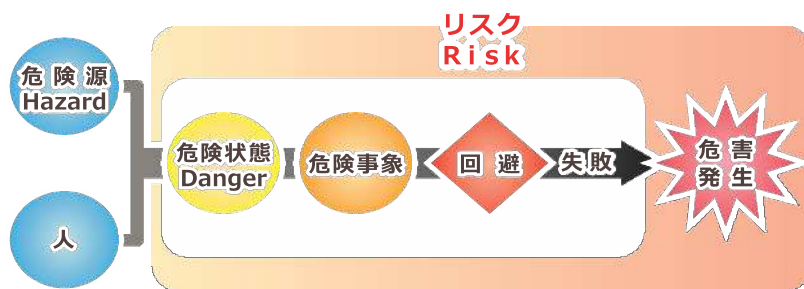 リスク
Risk
危険源
Hazard
人
危険状態
Danger
危険事象
回避
失敗
危害
発生